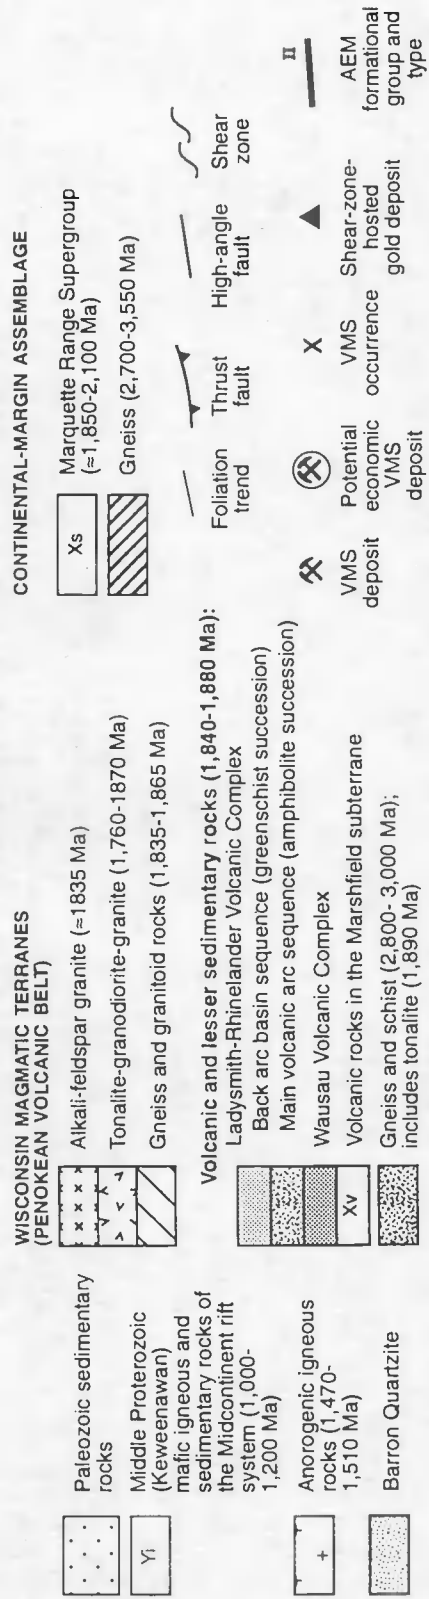 Paleozoic sedimentary
rocks
Yi
Middle Proterozoic
(Keweenawan)
mafic igneous and
sedimentary rocks of
the Midcontinent rift
system (1,000-
1,200 Ma)
+
Anorogenic igneous
rocks (1,470-
1,510 Ma)
Barron Quartzite
WISCONSIN MAGMATIC TERRANES
(PENOKEAN VOLCANIC BELT)
Alkali-feldspar granite (≈1835 Ma)
Tonalite-granodiorite-granite (1,760-1870 Ma)
Gneiss and granitoid rocks (1,835-1,865 Ma)
Volcanic and lesser sedimentary rocks (1,840-1,880 Ma):
Ladysmith-Rhinelander Volcanic Complex
Back arc basin sequence (greenschist succession)
Main volcanic arc sequence (amphibolite succession)
Wausau Volcanic Complex
Xv
Volcanic rocks in the Marshfield subterrane
Gneiss and schist (2,800- 3,000 Ma);
includes tonalite (1,890 Ma)
CONTINENTAL-MARGIN ASSEMBLAGE
Xs
Marquette Range Supergroup
(≈1,850-2,100 Ma)
Gneiss (2,700-3,550 Ma)
Foliation
trend
Thrust
fault
High-angle
fault
Shear
zone
VMS
deposit
Potential
economic
VMS
deposit
X
VMS
occurrence
Shear-zone-
hosted
gold deposit
II
AEM
formational
group and
type